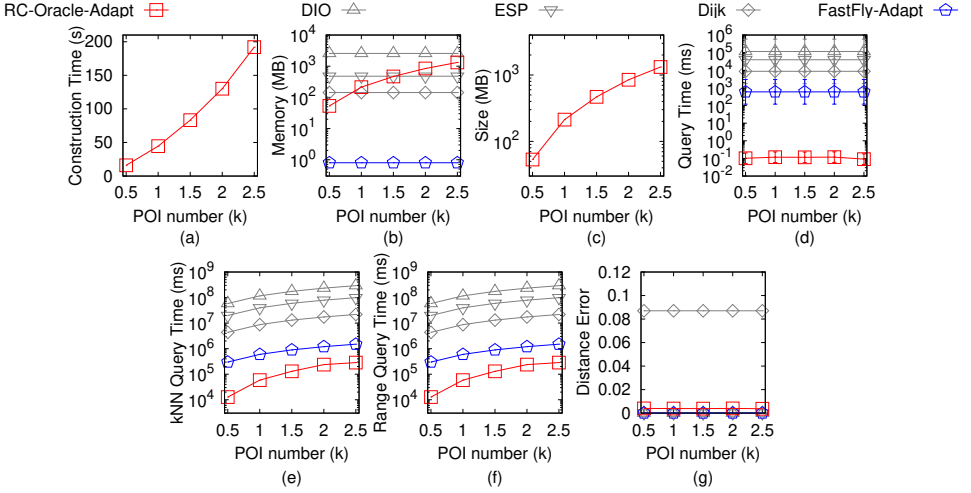 RC-Oracle-Adapt DIO ESP Dijk FastFly-Adapt
Construction Time (s)
200
150
100
50
0
0.5 1 1.5 2 2.5
POI number (k)
(a)
Memory (MB)
10^4
10^3
10^2
10^1
10^0
0.5 1 1.5 2 2.5
POI number (k)
(b)
Size (MB)
10^3
10^2
0.5 1 1.5 2 2.5
POI number (k)
(c)
Query Time (ms)
10^6
10^5
10^4
10^3
10^2
10^1
10^0
10^-1
10^-2
0.5 1 1.5 2 2.5
POI number (k)
(d)
kNN Query Time (ms)
10^9
10^8
10^7
10^6
10^5
10^4
0.5 1 1.5 2 2.5
POI number (k)
(e)
Range Query Time (ms)
10^9
10^8
10^7
10^6
10^5
10^4
0.5 1 1.5 2 2.5
POI number (k)
(f)
Distance Error
0.12
0.1
0.08
0.06
0.04
0.02
0
0.5 1 1.5 2 2.5
POI number (k)
(g)